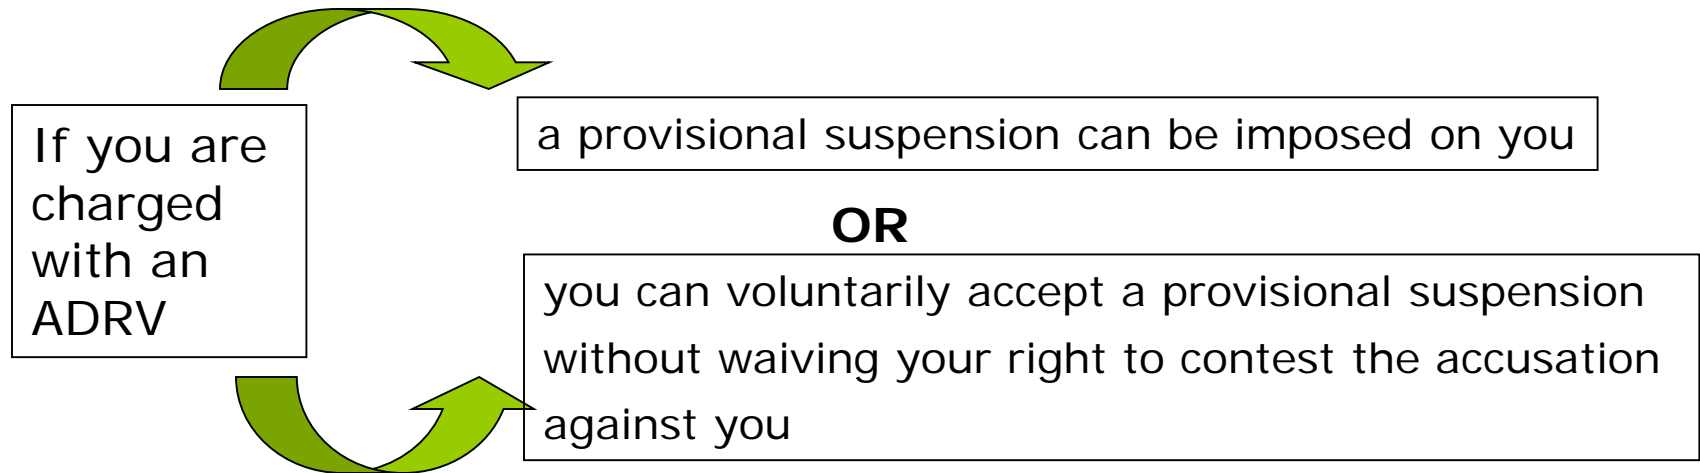 If you are
charged
with an
ADRV
a provisional suspension can be imposed on you
OR
you can voluntarily accept a provisional suspension
without waiving your right to contest the accusation
against you